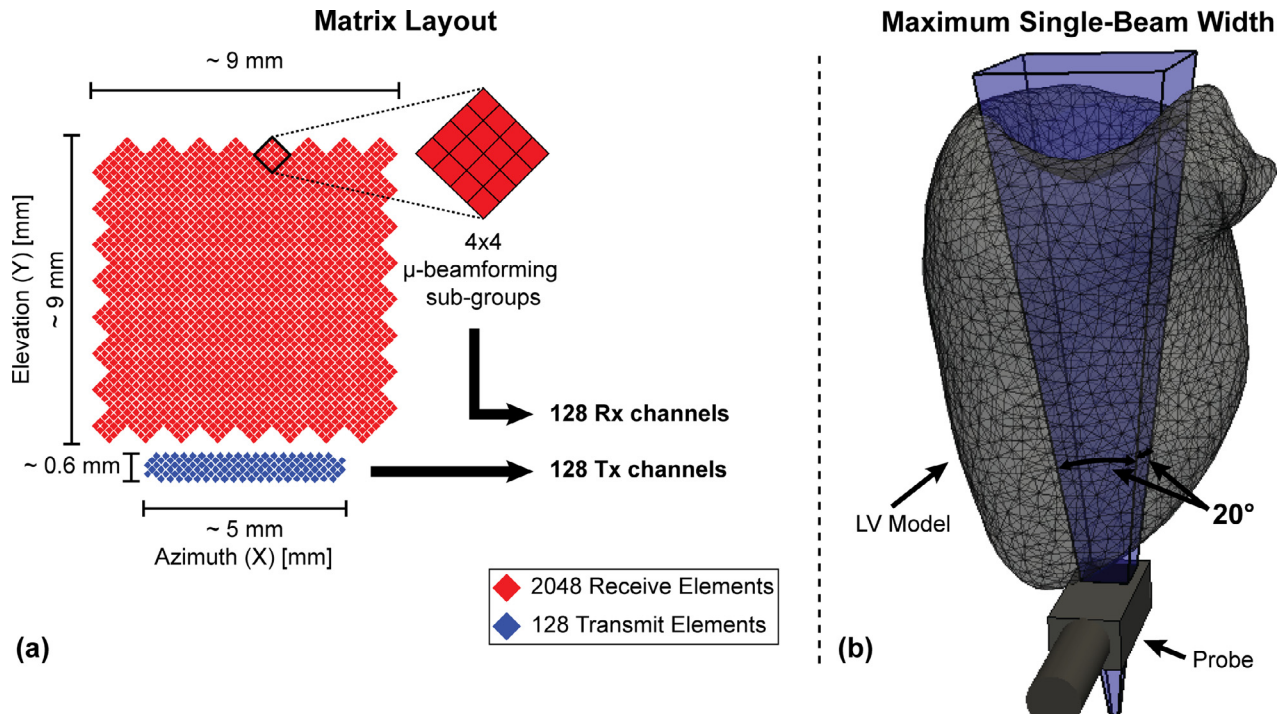 Matrix Layout
~ 9 mm
Elevation (Y) [mm]
~ 9 mm
4x4
µ-beamforming
sub-groups
128 Rx channels
~ 0.6 mm
128 Tx channels
~ 5 mm
Azimuth (X) [mm]
2048 Receive Elements
128 Transmit Elements
(a)
Maximum Single-Beam Width
LV Model
20°
Probe
(b)